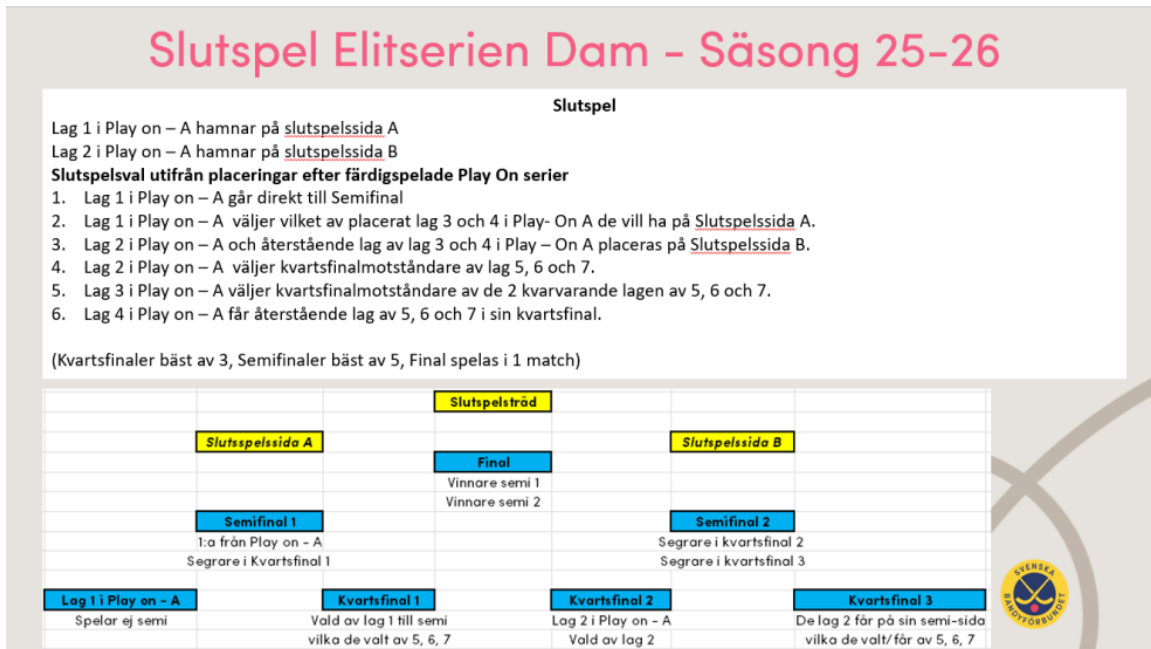 Slutspel Elitserien Dam - Säsong 25-26
Slutspel
Lag 1 i Play on – A hamnar på slutspelssida A
Lag 2 i Play on – A hamnar på slutspelssida B
Slutspelsval utifrån placeringar efter färdigspelade Play On serier
1. Lag 1 i Play on – A går direkt till Semifinal
2. Lag 1 i Play on – A väljer vilket av placerat lag 3 och 4 i Play- On A de vill ha på Slutspelssida A.
3. Lag 2 i Play on – A och återstående lag av lag 3 och 4 i Play – On A placeras på Slutspelssida B.
4. Lag 2 i Play on – A väljer kvartsfinalmotståndare av lag 5, 6 och 7.
5. Lag 3 i Play on – A väljer kvartsfinalmotståndare av de 2 kvarvarande lagen av 5, 6 och 7.
6. Lag 4 i Play on – A får återstående lag av 5, 6 och 7 i sin kvartsfinal.
(Kvartsfinaler bäst av 3, Semifinaler bäst av 5, Final spelas i 1 match)
Slutspelsträd
Slutsspelssida A Slutspelssida B
Final
Vinnare semi 1
Vinnare semi 2
Semifinal 1 Semifinal 2
1:a från Play on - A Segrare i kvartsfinal 2
Segrare i Kvartsfinal 1 Segrare i kvartsfinal 3
Lag 1 i Play on - A Kvartsfinal 1 Kvartsfinal 2 Kvartsfinal 3
Spelar ej semi Vald av lag 1 till semi Lag 2 i Play on - A De lag 2 får på sin semi-sida
vilka de valt av 5, 6, 7 Vald av lag 2 vilka de valt/får av 5, 6, 7
SVENSKA
BANDYFÖRBUNDET